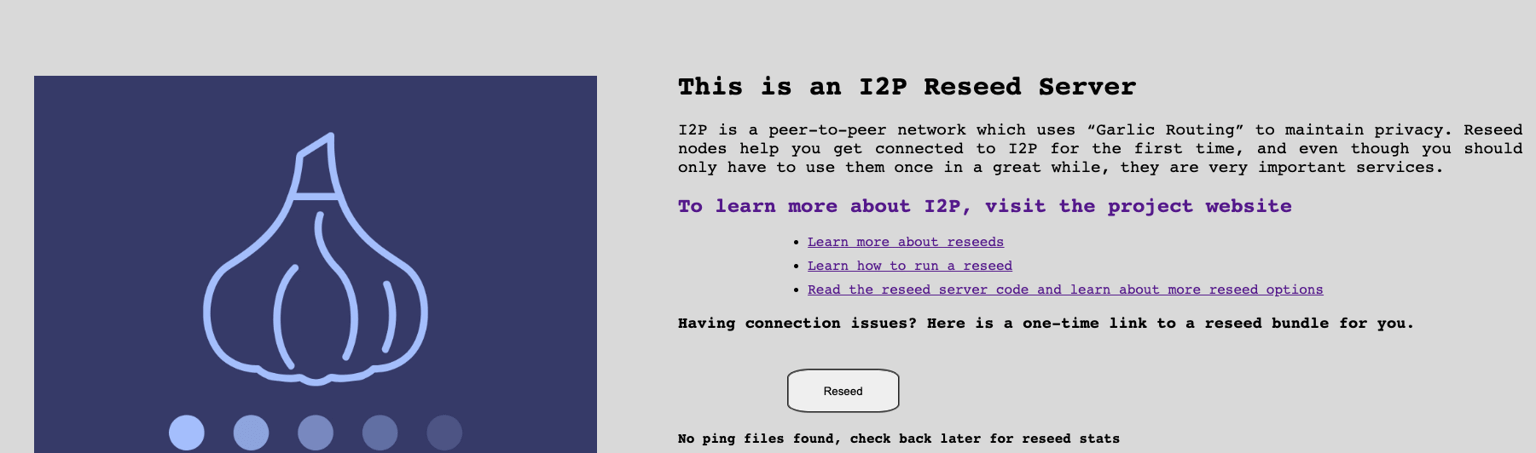 This is an I2P Reseed Server
I2P is a peer-to-peer network which uses “Garlic Routing” to maintain privacy. Reseed
nodes help you get connected to I2P for the first time, and even though you should
only have to use them once in a great while, they are very important services.
To learn more about I2P, visit the project website
• Learn more about reseeds
• Learn how to run a reseed
• Read the reseed server code and learn about more reseed options
Having connection issues? Here is a one-time link to a reseed bundle for you.
Reseed
No ping files found, check back later for reseed stats